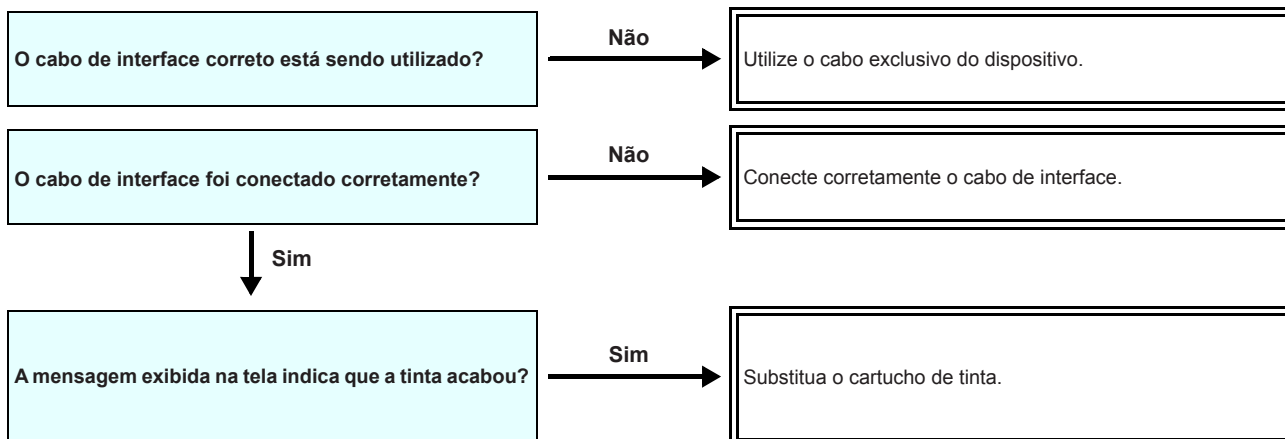 O cabo de interface correto está sendo utilizado?
Não
Utilize o cabo exclusivo do dispositivo.
O cabo de interface foi conectado corretamente?
Não
Conecte corretamente o cabo de interface.
Sim
A mensagem exibida na tela indica que a tinta acabou?
Sim
Substitua o cartucho de tinta.